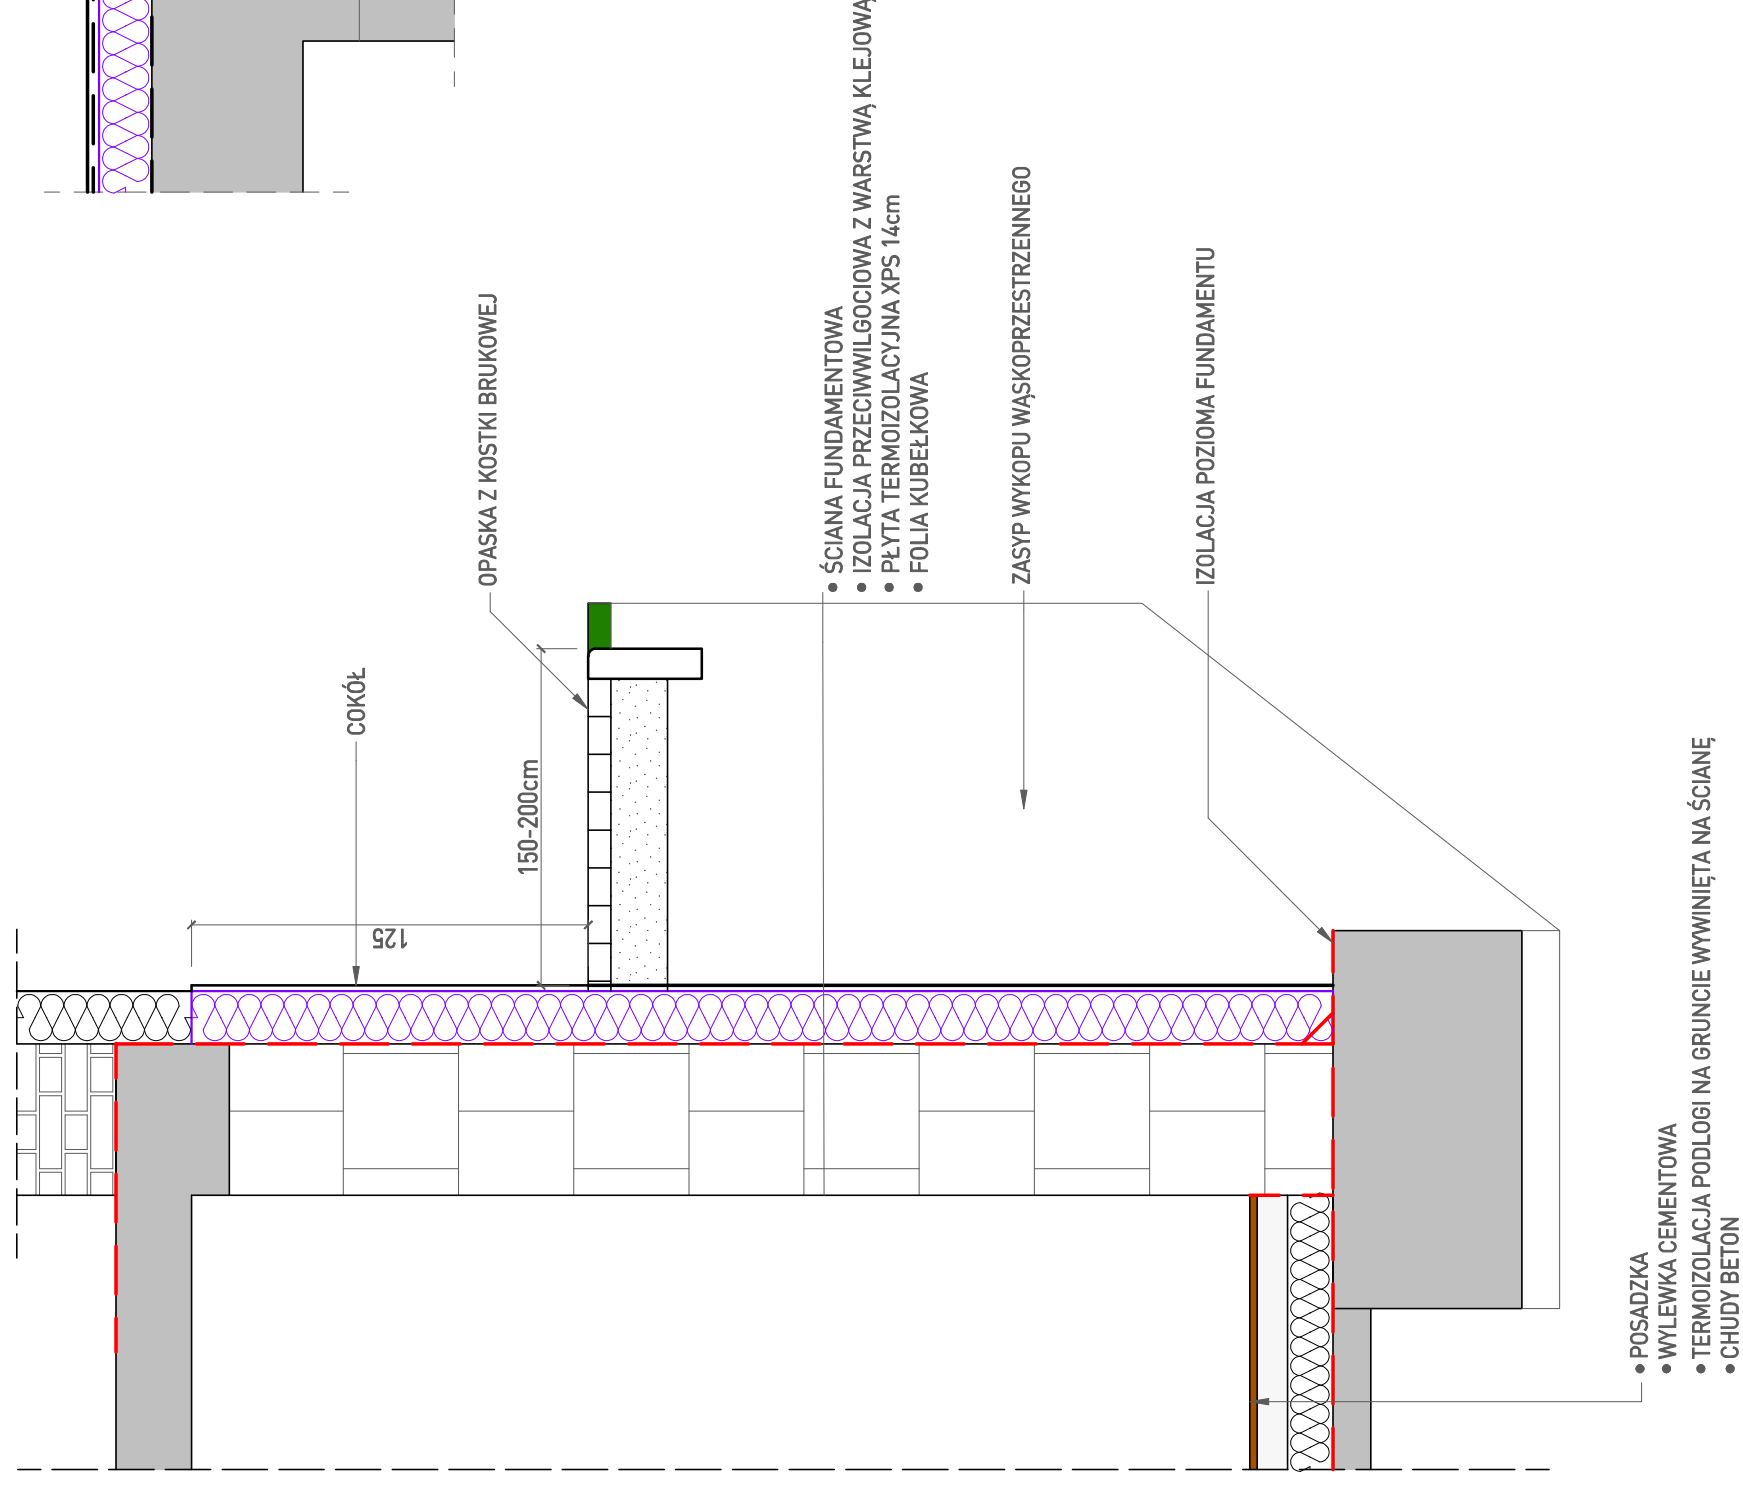 COKÓŁ
125
150-200cm
OPASKA Z KOSTKI BRUKOWEJ
● ŚCIANA FUNDAMENTOWA
● IZOLACJA PRZECIWWILGOCIOWA Z WARSTWĄ KLEJOWĄ
● PŁYTA TERMOIZOLACYJNA XPS 14cm
● FOLIA KUBEŁKOWA
ZASYP WYKOPU WĄSKOPRZESTRZENNEGO
IZOLACJA POZIOMA FUNDAMENTU
● POSADZKA
● WYLEWKA CEMENTOWA
● TERMOIZOLACJA PODLOGI NA GRUNCIE WYWINIĘTA NA ŚCIANĘ
● CHUDY BETON